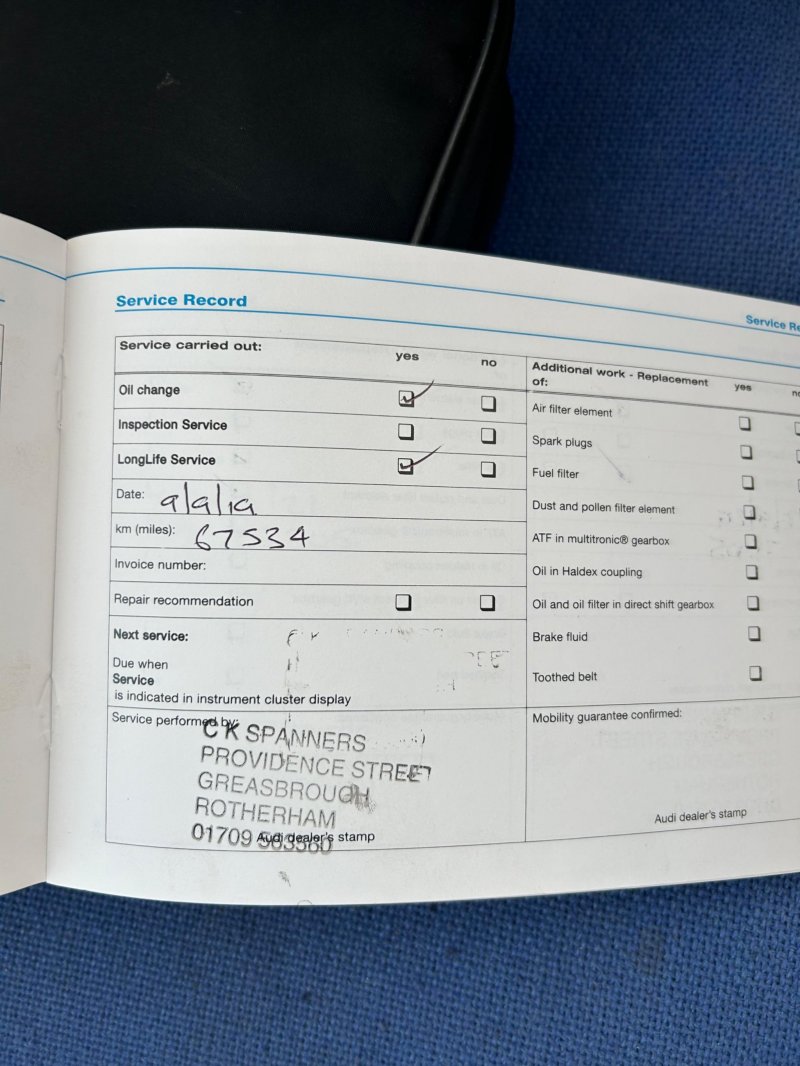 Service Record
Service Re
Service carried out:
yes
no
Oil change
Inspection Service
LongLife Service
Date: 9/9/19
km (miles): 67534
Invoice number:
Repair recommendation
Next service:
Due when
Service
is indicated in instrument cluster display
Service performed by:
CK SPANNERS
PROVIDENCE STREET
GREASBROUGH
ROTHERHAM
01709
Audi dealer's stamp
Additional work - Replacement
of:
yes
no
Air filter element
Spark plugs
Fuel filter
Dust and pollen filter element
ATF in multitronic® gearbox
Oil in Haldex coupling
Oil and oil filter in direct shift gearbox
Brake fluid
Toothed belt
Mobility guarantee confirmed:
Audi dealer's stamp